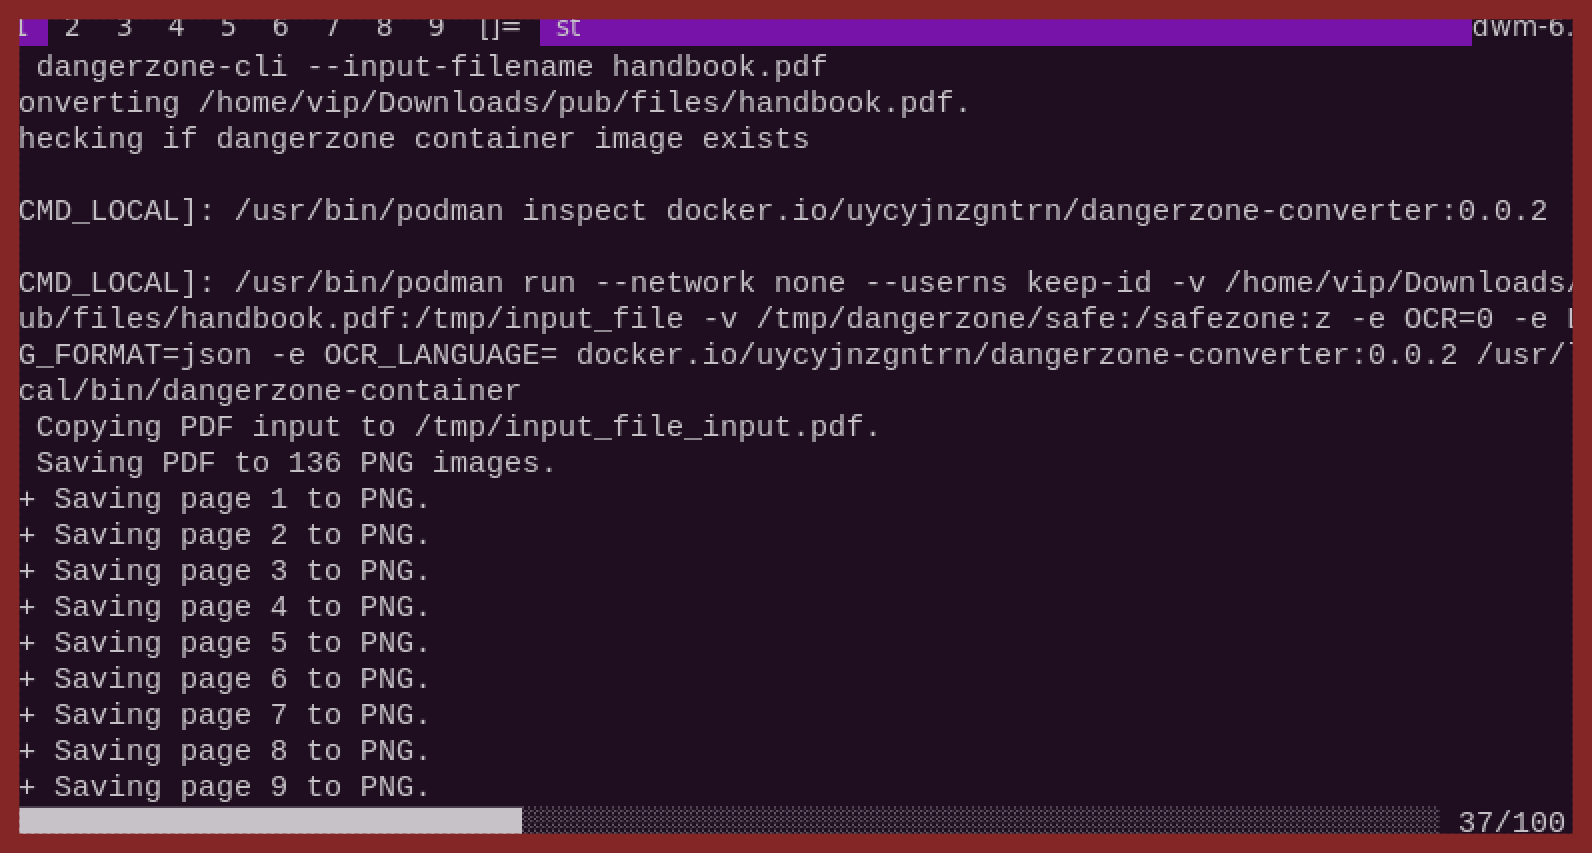 1 2 3 4 5 6 7 8 9 []= st dwm-6.
dangerzone-cli --input-filename handbook.pdf
onverting /home/vip/Downloads/pub/files/handbook.pdf.
hecking if dangerzone container image exists
CMD_LOCAL]: /usr/bin/podman inspect docker.io/uycyjnzgntrn/dangerzone-converter:0.0.2
CMD_LOCAL]: /usr/bin/podman run --network none --userns keep-id -v /home/vip/Downloads/
ub/files/handbook.pdf:/tmp/input_file -v /tmp/dangerzone/safe:/safezone:z -e OCR=0 -e L
G_FORMAT=json -e OCR_LANGUAGE= docker.io/uycyjnzgntrn/dangerzone-converter:0.0.2 /usr/l
cal/bin/dangerzone-container
Copying PDF input to /tmp/input_file_input.pdf.
Saving PDF to 136 PNG images.
+ Saving page 1 to PNG.
+ Saving page 2 to PNG.
+ Saving page 3 to PNG.
+ Saving page 4 to PNG.
+ Saving page 5 to PNG.
+ Saving page 6 to PNG.
+ Saving page 7 to PNG.
+ Saving page 8 to PNG.
+ Saving page 9 to PNG.
37/100